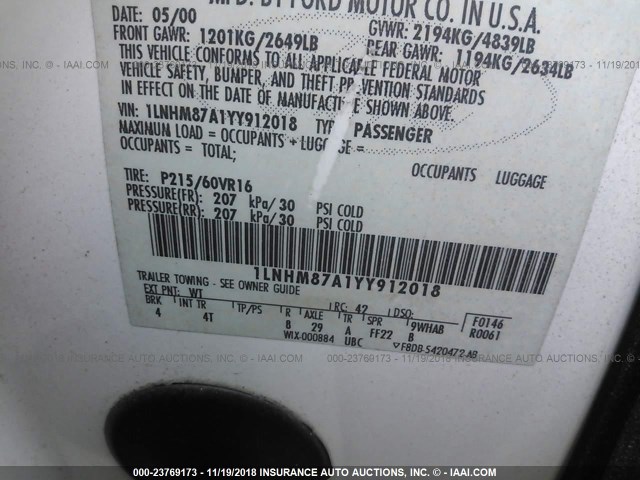 MFD. BY FORD MOTOR CO. IN U.S.A.
DATE: 05/00
GVWR: 2194KG/4839LB
FRONT GAWR: 1201KG/2649LB
REAR GAWR: 1194KG/2634LB
THIS VEHICLE CONFORMS TO ALL APPLICABLE FEDERAL MOTOR
VEHICLE SAFETY, BUMPER, AND THEFT PREVENTION STANDARDS
IN EFFECT ON THE DATE OF MANUFACTURE SHOWN ABOVE.
VIN: 1LNHM87A1YY912018 TYPE: PASSENGER
MAXIMUM LOAD = OCCUPANTS + LUGGAGE =
OCCUPANTS = TOTAL;
OCCUPANTS LUGGAGE
TIRE: P215/60VR16
PRESSURE(FR): 207 kPa/30 PSI COLD
PRESSURE(RR): 207 kPa/30 PSI COLD
1LNHM87A1YY912018
TRAILER TOWING - SEE OWNER GUIDE
EXT PNT: WT RC: 42 DSO:
BRK INT TR TP/PS R AXLE TR SPR 9WHAB F0146
4 4T B 29 A FF22 B R0061
WIX-000884 UBC ▽F8DB-5420472-AB
000-23769173 - 11/19/2018 INSURANCE AUTO AUCTIONS, INC. - © - WWW.IAAI.COM